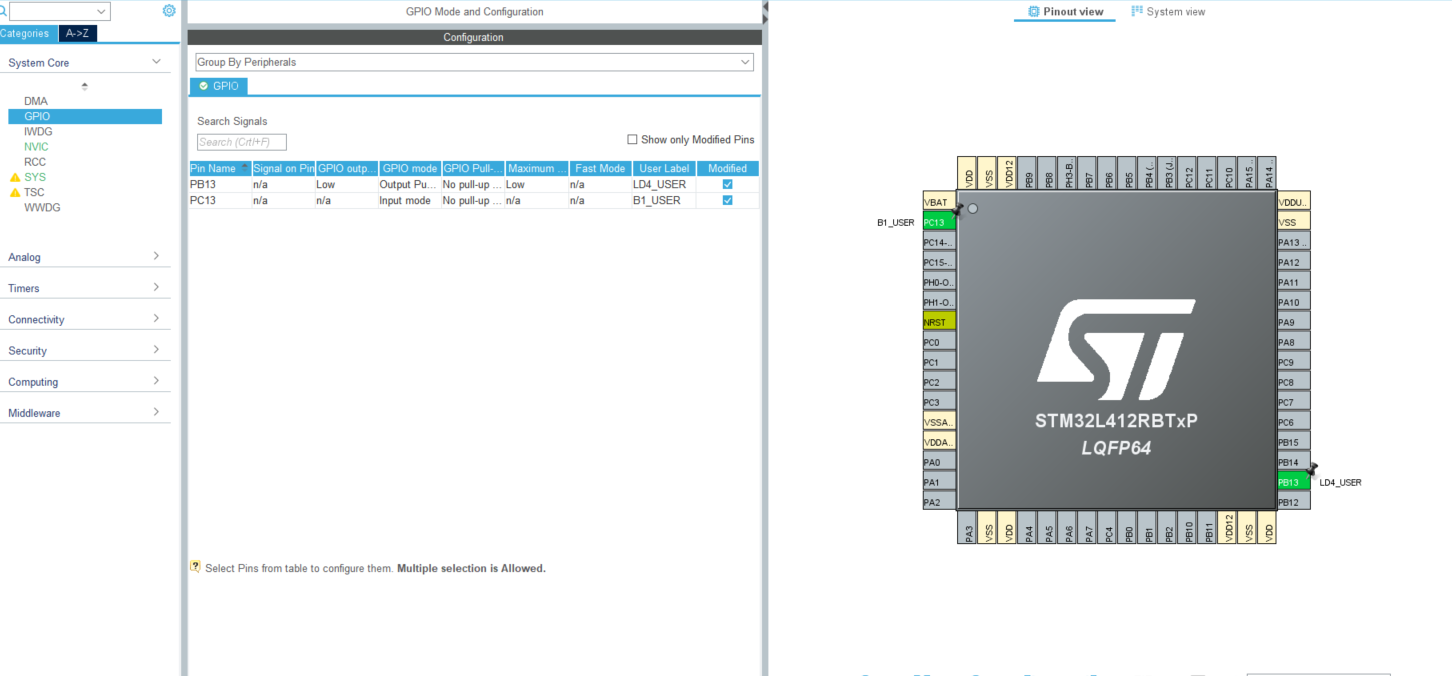 GPIO Mode and Configuration
Pinout view
System view
Categories
A->Z
Configuration
System Core
Group By Peripherals
GPIO
DMA
GPIO
IWDG
NVIC
RCC
SYS
TSC
WWDG
Search Signals
Search (Crtl+F)
Show only Modified Pins
Pin Name Signal on Pin GPIO outp... GPIO mode GPIO Pull-... Maximum ... Fast Mode User Label Modified
PB13 n/a Low Output Pu... No pull-up ... Low n/a LD4_USER
PC13 n/a n/a Input mode No pull-up ... n/a n/a B1_USER
Analog
Timers
Connectivity
Security
Computing
Middleware
Select Pins from table to configure them. Multiple selection is Allowed.
VDD
VSS
VDD12
PB9
PB8
PH3-B..
PB7
PB6
PB5
PB4 (..
PB3 (J..
PC12
PC11
PC10
PA15 ..
PA14 ..
VBAT
B1_USER PC13
PC14-..
PC15-..
PH0-O..
PH1-O..
NRST
PC0
PC1
PC2
PC3
VSSA..
VDDA..
PA0
PA1
PA2
STM32L412RBTxP
LQFP64
VDDU..
VSS
PA13 ..
PA12
PA11
PA10
PA9
PA8
PC9
PC8
PC7
PC6
PB15
PB14
PB13 LD4_USER
PB12
PA3
VSS
VDD
PA4
PA5
PA6
PA7
PC4
PB0
PB1
PB2
PB10
PB11
VDD12
VSS
VDD